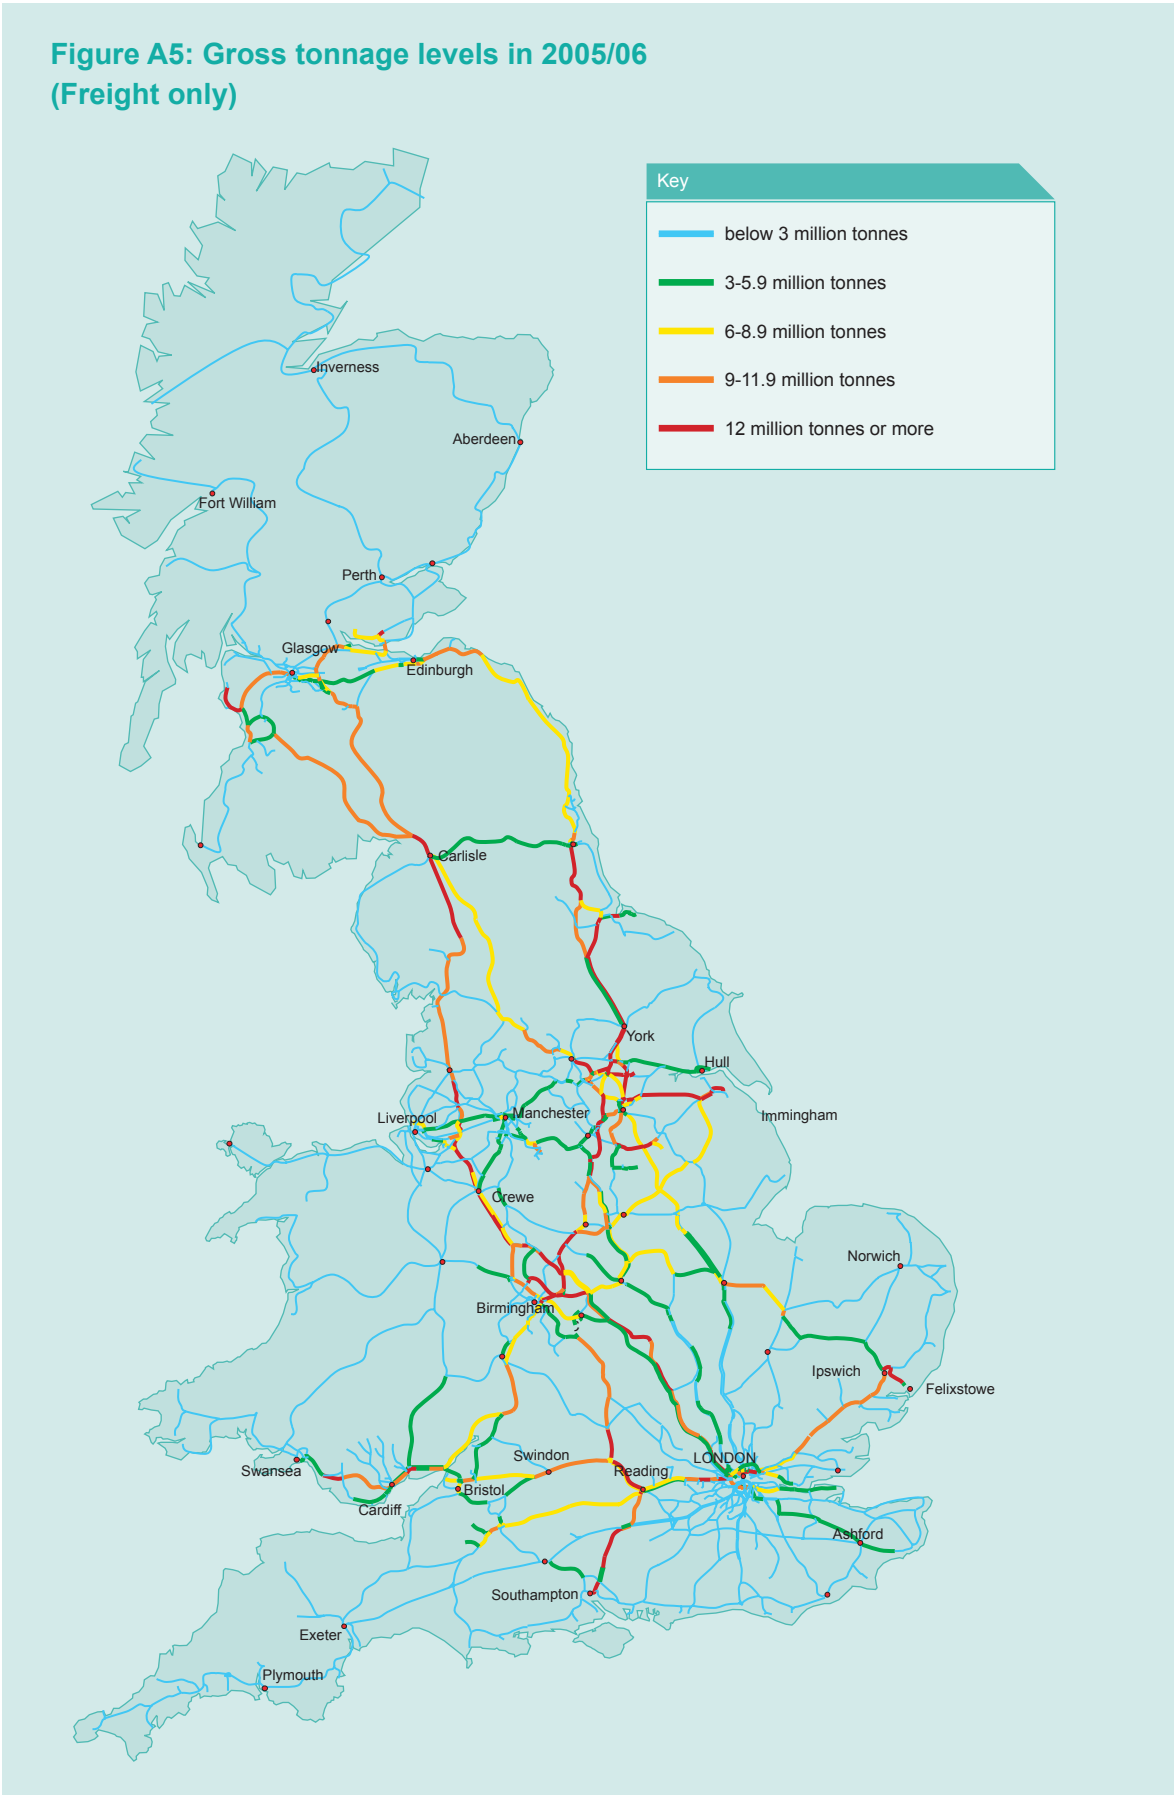 Figure A5: Gross tonnage levels in 2005/06
(Freight only)
Key
below 3 million tonnes
3-5.9 million tonnes
6-8.9 million tonnes
9-11.9 million tonnes
12 million tonnes or more
Inverness
Aberdeen
Fort William
Perth
Glasgow
Edinburgh
Carlisle
York
Hull
Liverpool
Manchester
Immingham
Crewe
Norwich
Birmingham
Ipswich
Felixstowe
Swansea
Swindon
Reading
LONDON
Bristol
Cardiff
Ashford
Southampton
Exeter
Plymouth